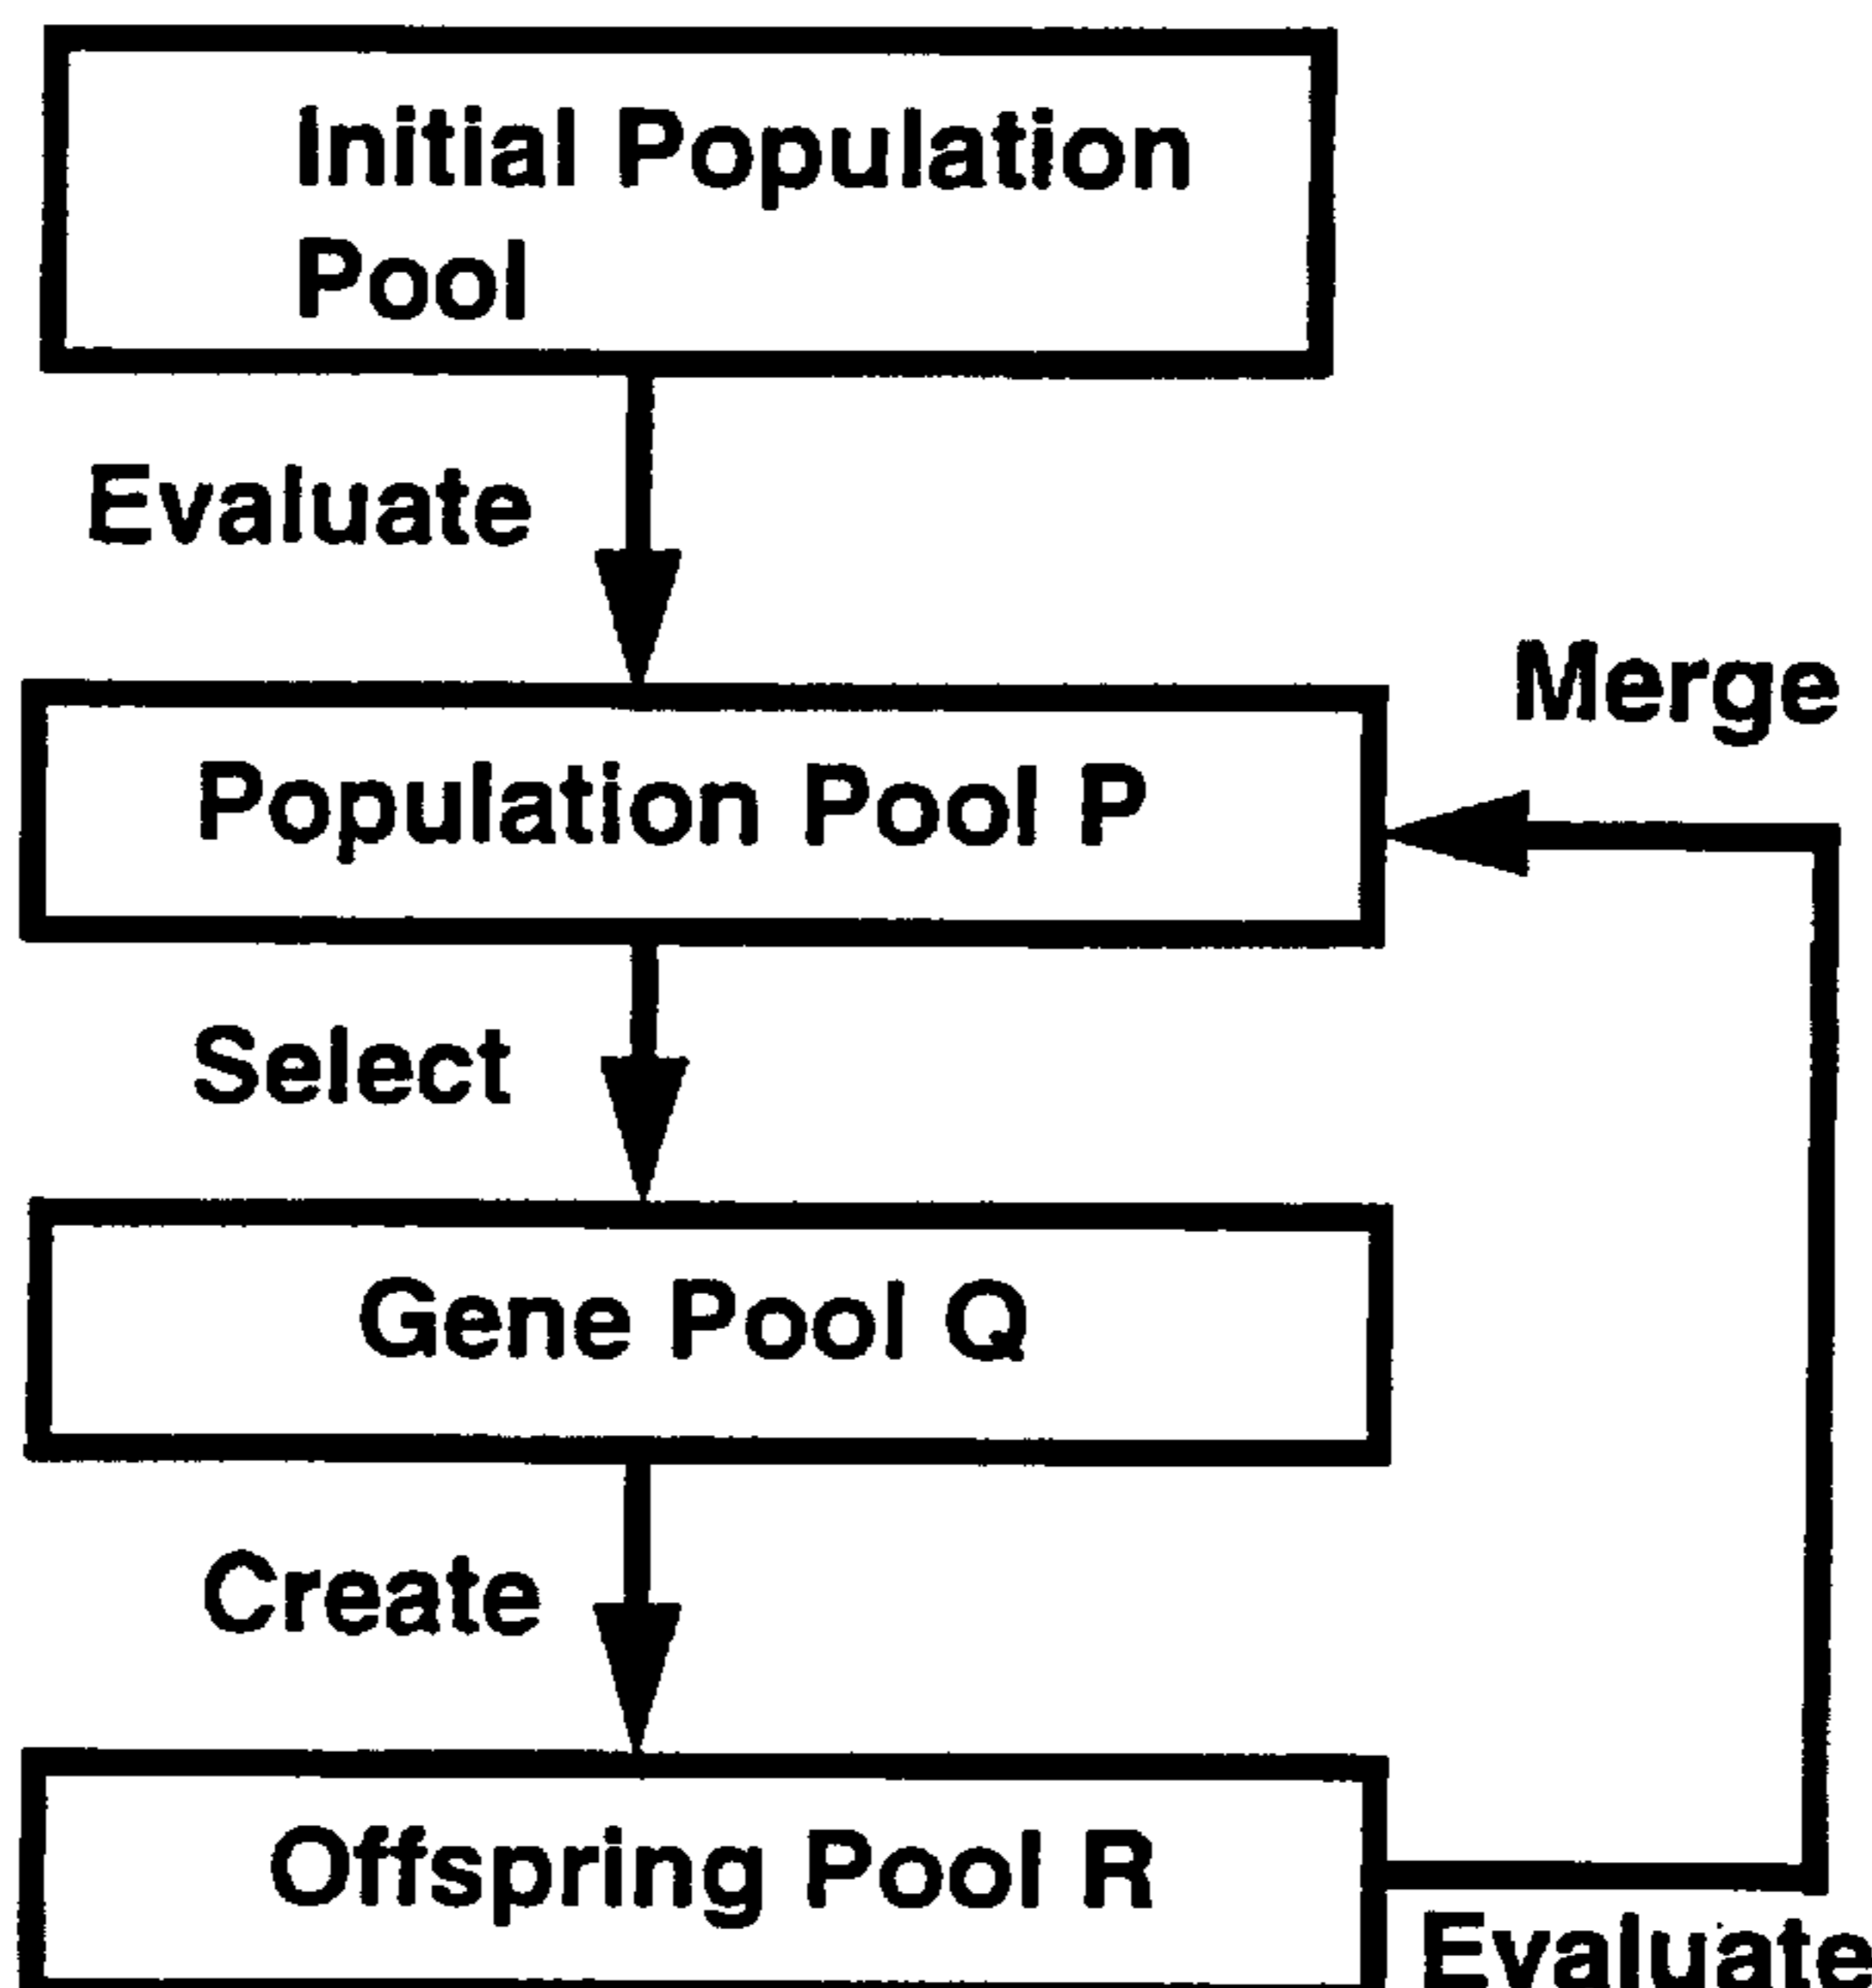 Initial Population
Pool
Evaluate
Merge
Population Pool P
Select
Gene Pool Q
Create
Offspring Pool R
Evaluate